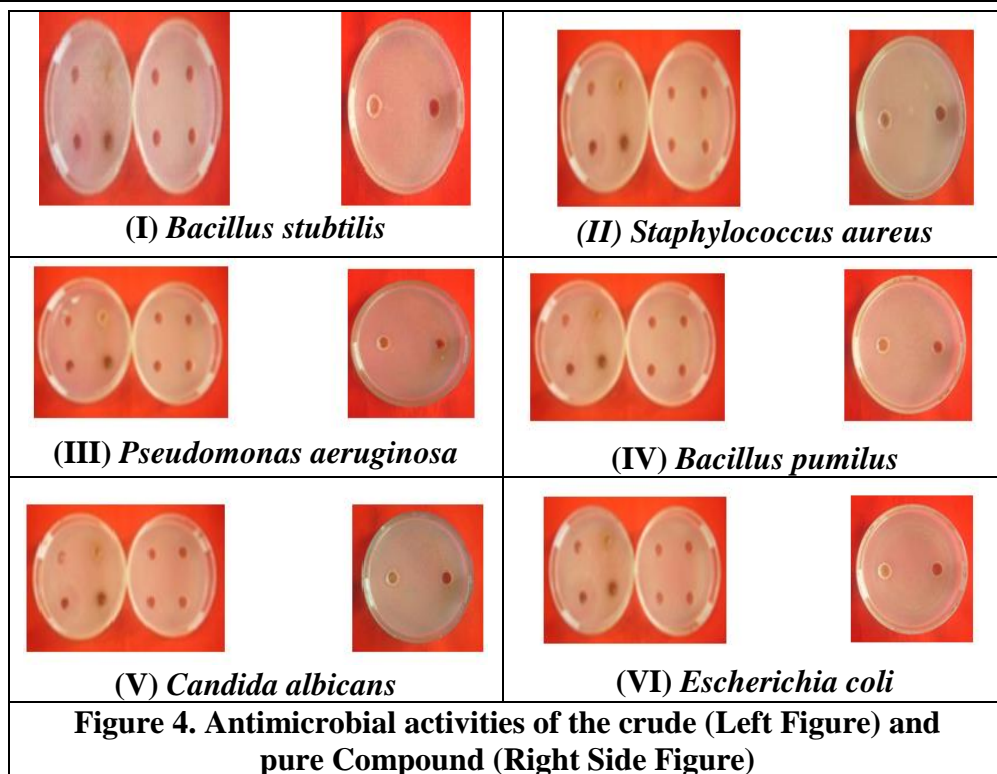 (I) Bacillus stubtilis
(II) Staphylococcus aureus
(III) Pseudomonas aeruginosa
(IV) Bacillus pumilus
(V) Candida albicans
(VI) Escherichia coli
Figure 4. Antimicrobial activities of the crude (Left Figure) and
pure Compound (Right Side Figure)